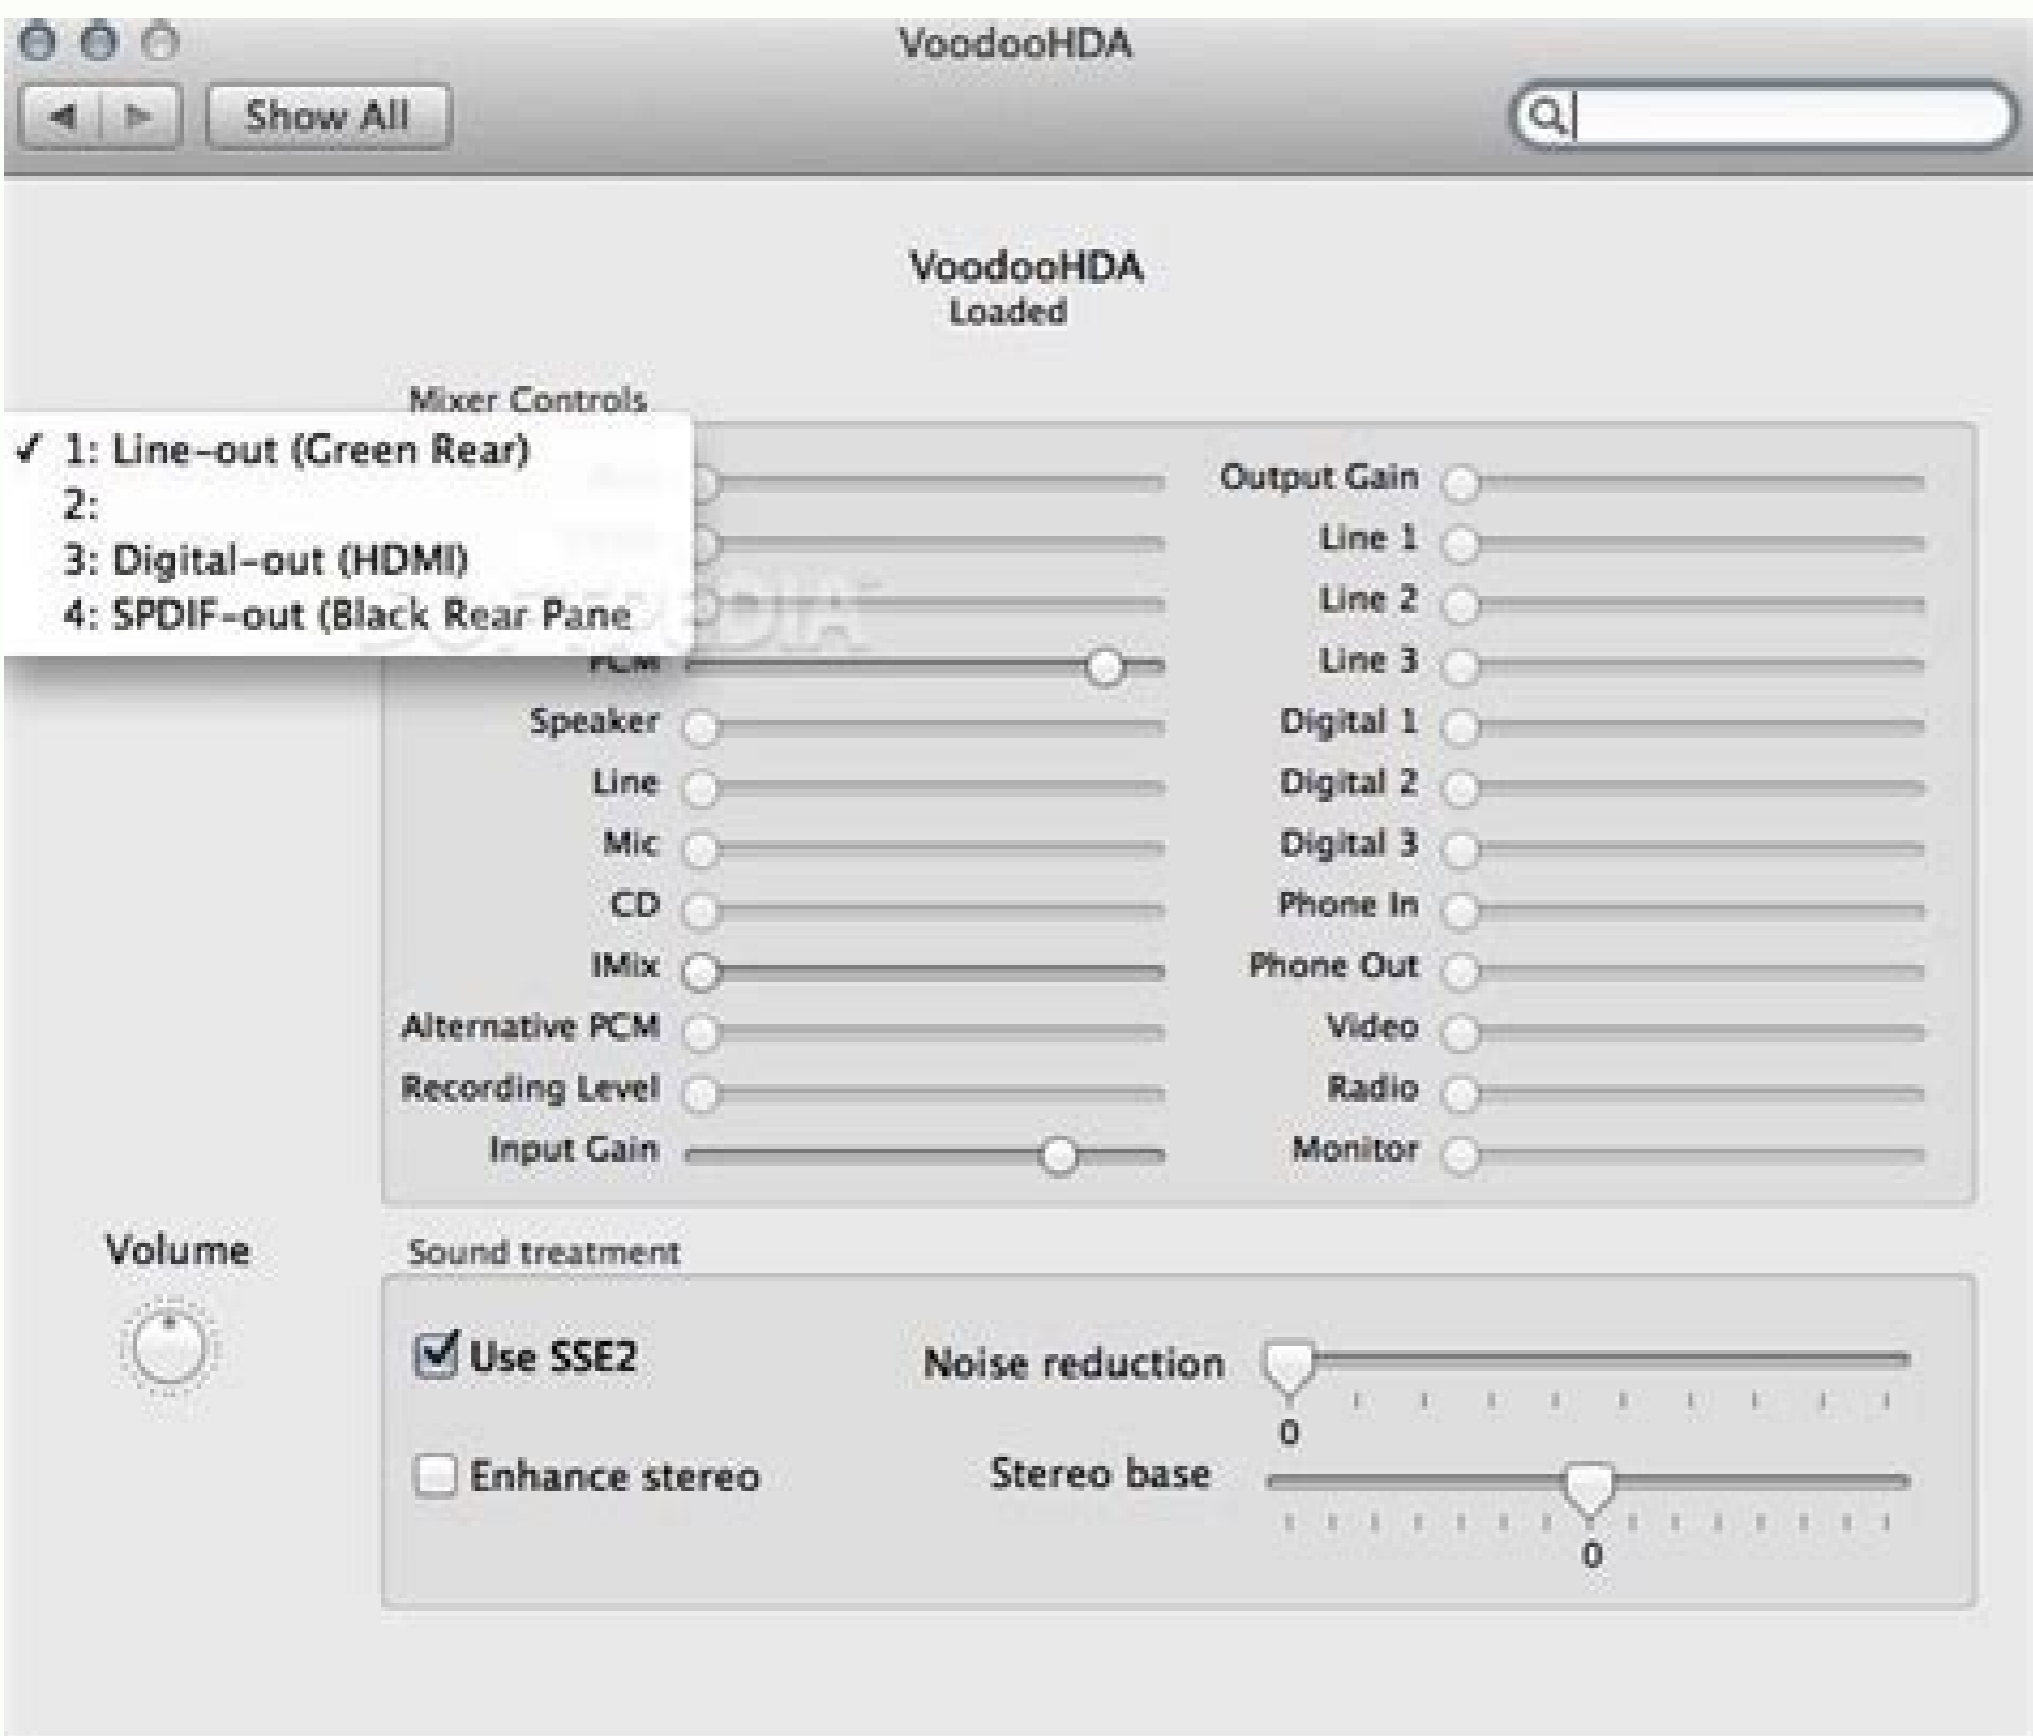 VoodooHDA
Show All
VoodooHDA
Loaded
Mixer Controls
✓ 1: Line-out (Green Rear)
2:
3: Digital-out (HDMI)
4: SPDIF-out (Black Rear Pane
PCM
Speaker
Line
Mic
CD
IMix
Alternative PCM
Recording Level
Input Gain
Output Gain
Line 1
Line 2
Line 3
Digital 1
Digital 2
Digital 3
Phone In
Phone Out
Video
Radio
Monitor
Volume
Sound treatment
Use SSE2
Noise reduction
0
Enhance stereo
Stereo base
0